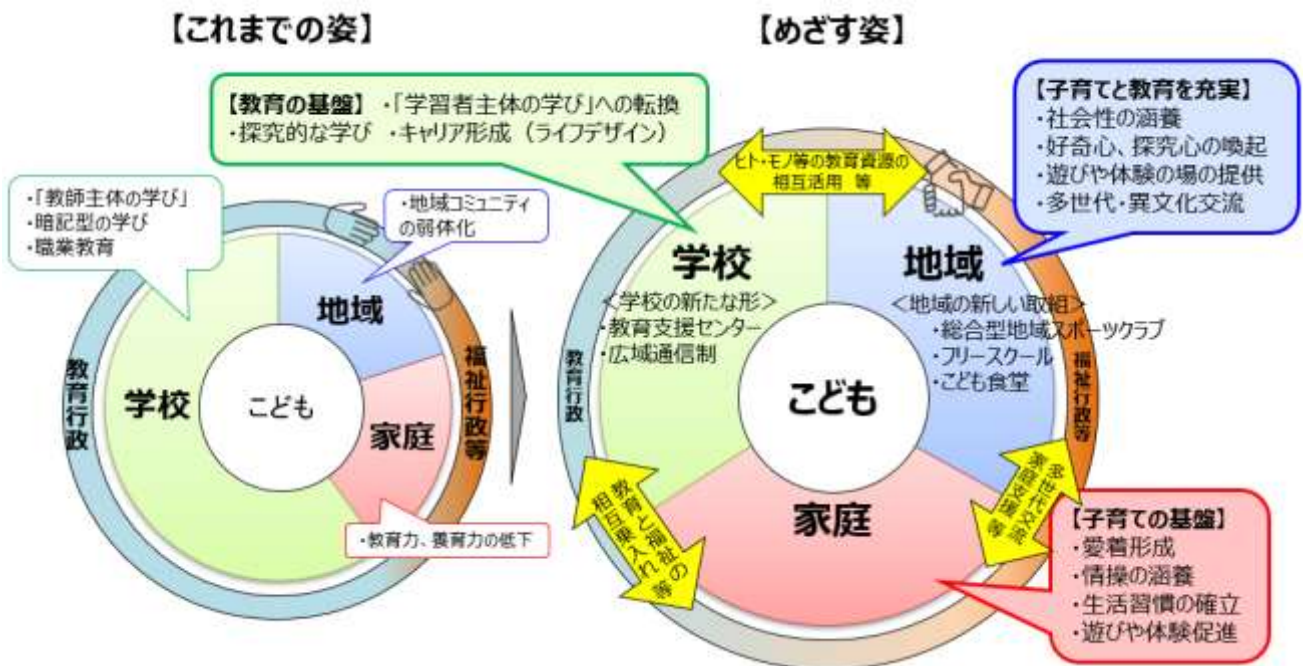 【これまでの姿】
・「教師主体の学び」
・暗記型の学び
・職業教育
・地域コミュニティ
の弱体化
学校
地域
家庭
こども
教育行政
福祉行政等
・教育力、養育力の低下
【めざす姿】
【教育の基盤】 ・「学習者主体の学び」への転換
・探究的な学び ・キャリア形成（ライフデザイン）
ヒト・モノ等の教育資源の
相互活用 等
【子育てと教育を充実】
・社会性の涵養
・好奇心、探究心の喚起
・遊びや体験の場の提供
・多世代・異文化交流
学校
<学校の新たな形>
・教育支援センター
・広域通信制
地域
<地域の新しい取組>
・総合型地域スポーツクラブ
・フリースクール
・こども食堂
こども
家庭
教育行政
福祉行政等
教育と福祉の
相互乗入れ等
多世代交流
家庭支援 等
【子育ての基盤】
・愛着形成
・情操の涵養
・生活習慣の確立
・遊びや体験促進